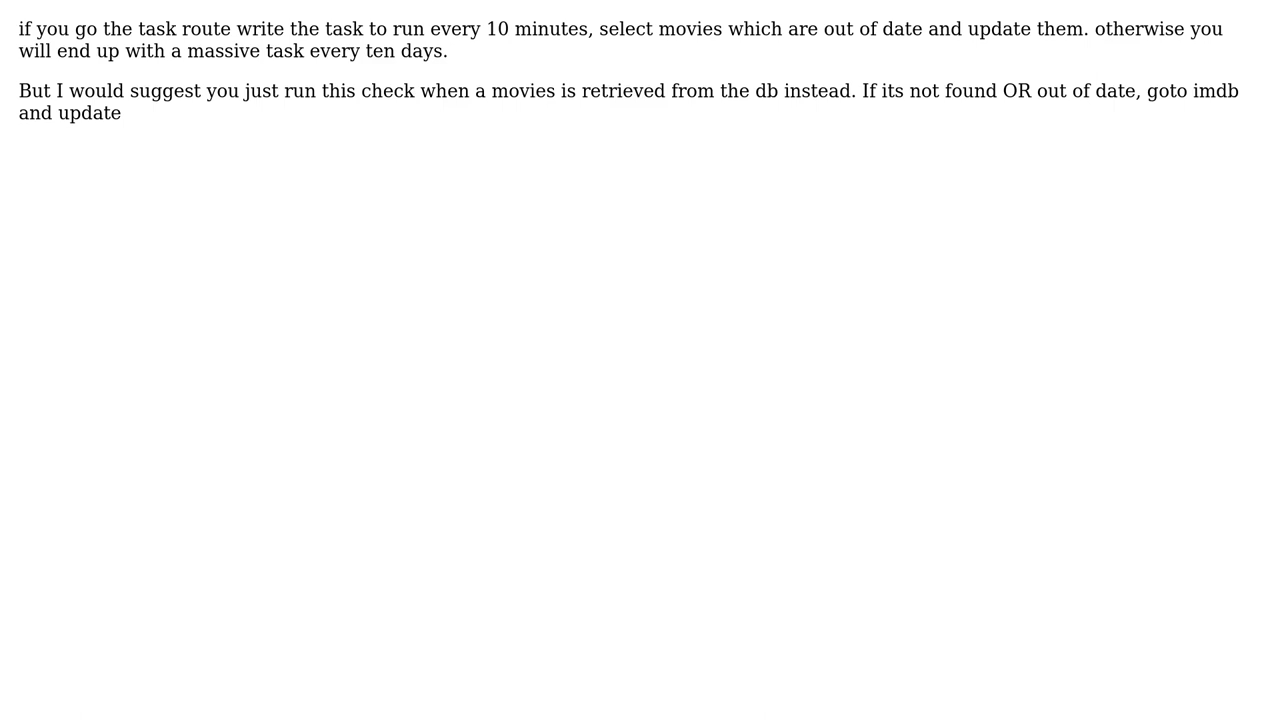 if you go the task route write the task to run every 10 minutes, select movies which are out of date and update them. otherwise you
will end up with a massive task every ten days.
But I would suggest you just run this check when a movies is retrieved from the db instead. If its not found OR out of date, goto imdb
and update